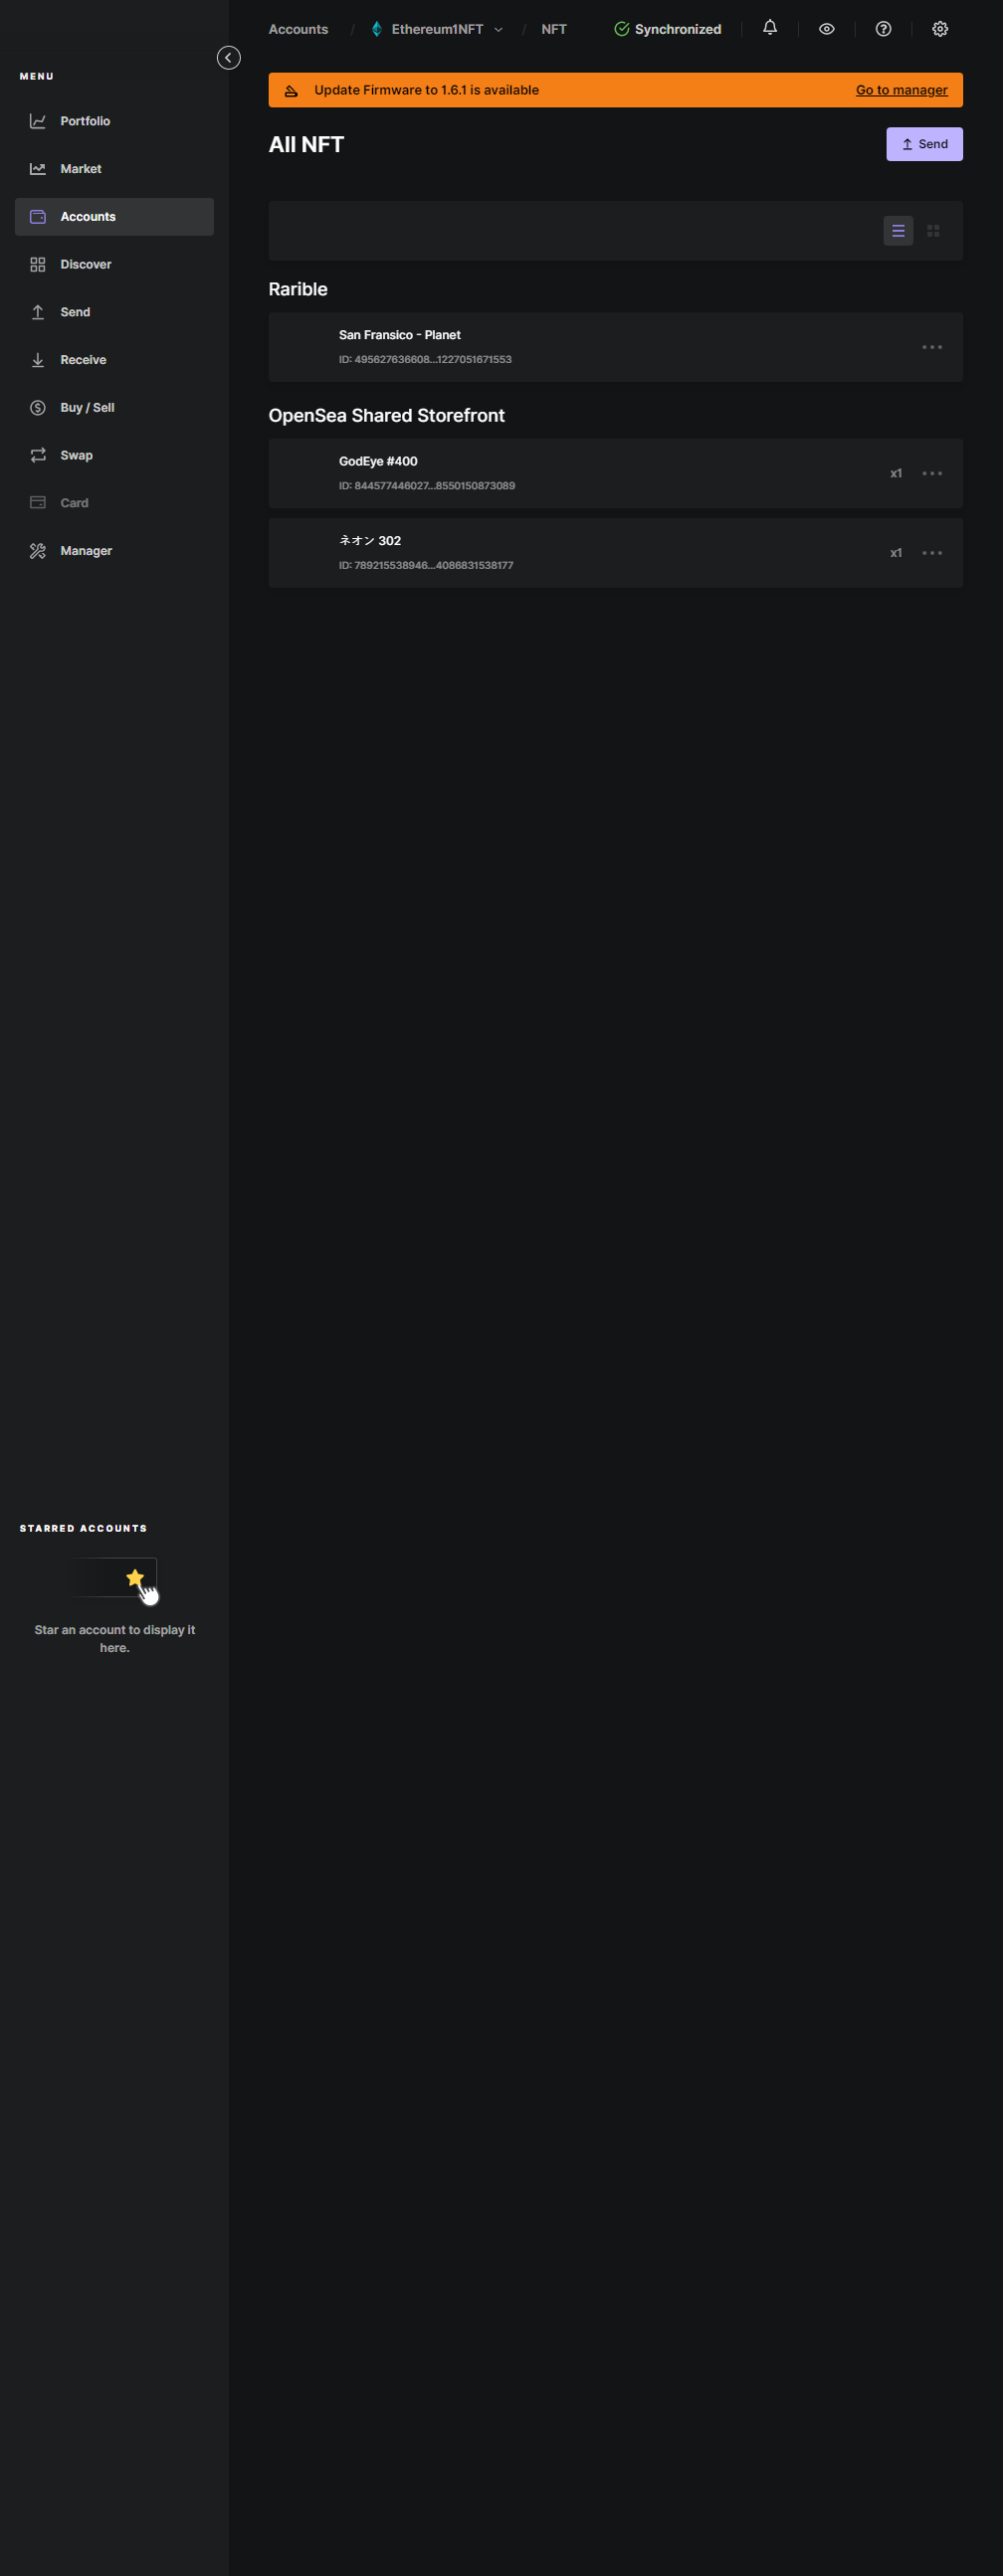 Accounts / Ethereum1NFT / NFT Synchronized
MENU
Update Firmware to 1.6.1 is available Go to manager
Portfolio
All NFT
Send
Market
Accounts
Discover
Rarible
Send
San Fransico - Planet
ID: 495627636608...1227051671553
Receive
Buy / Sell
OpenSea Shared Storefront
Swap
GodEye #400
x1
ID: 844577446027...8550150873089
Card
ネオン 302
x1
ID: 789215538946...4086831538177
Manager
STARRED ACCOUNTS
Star an account to display it
here.